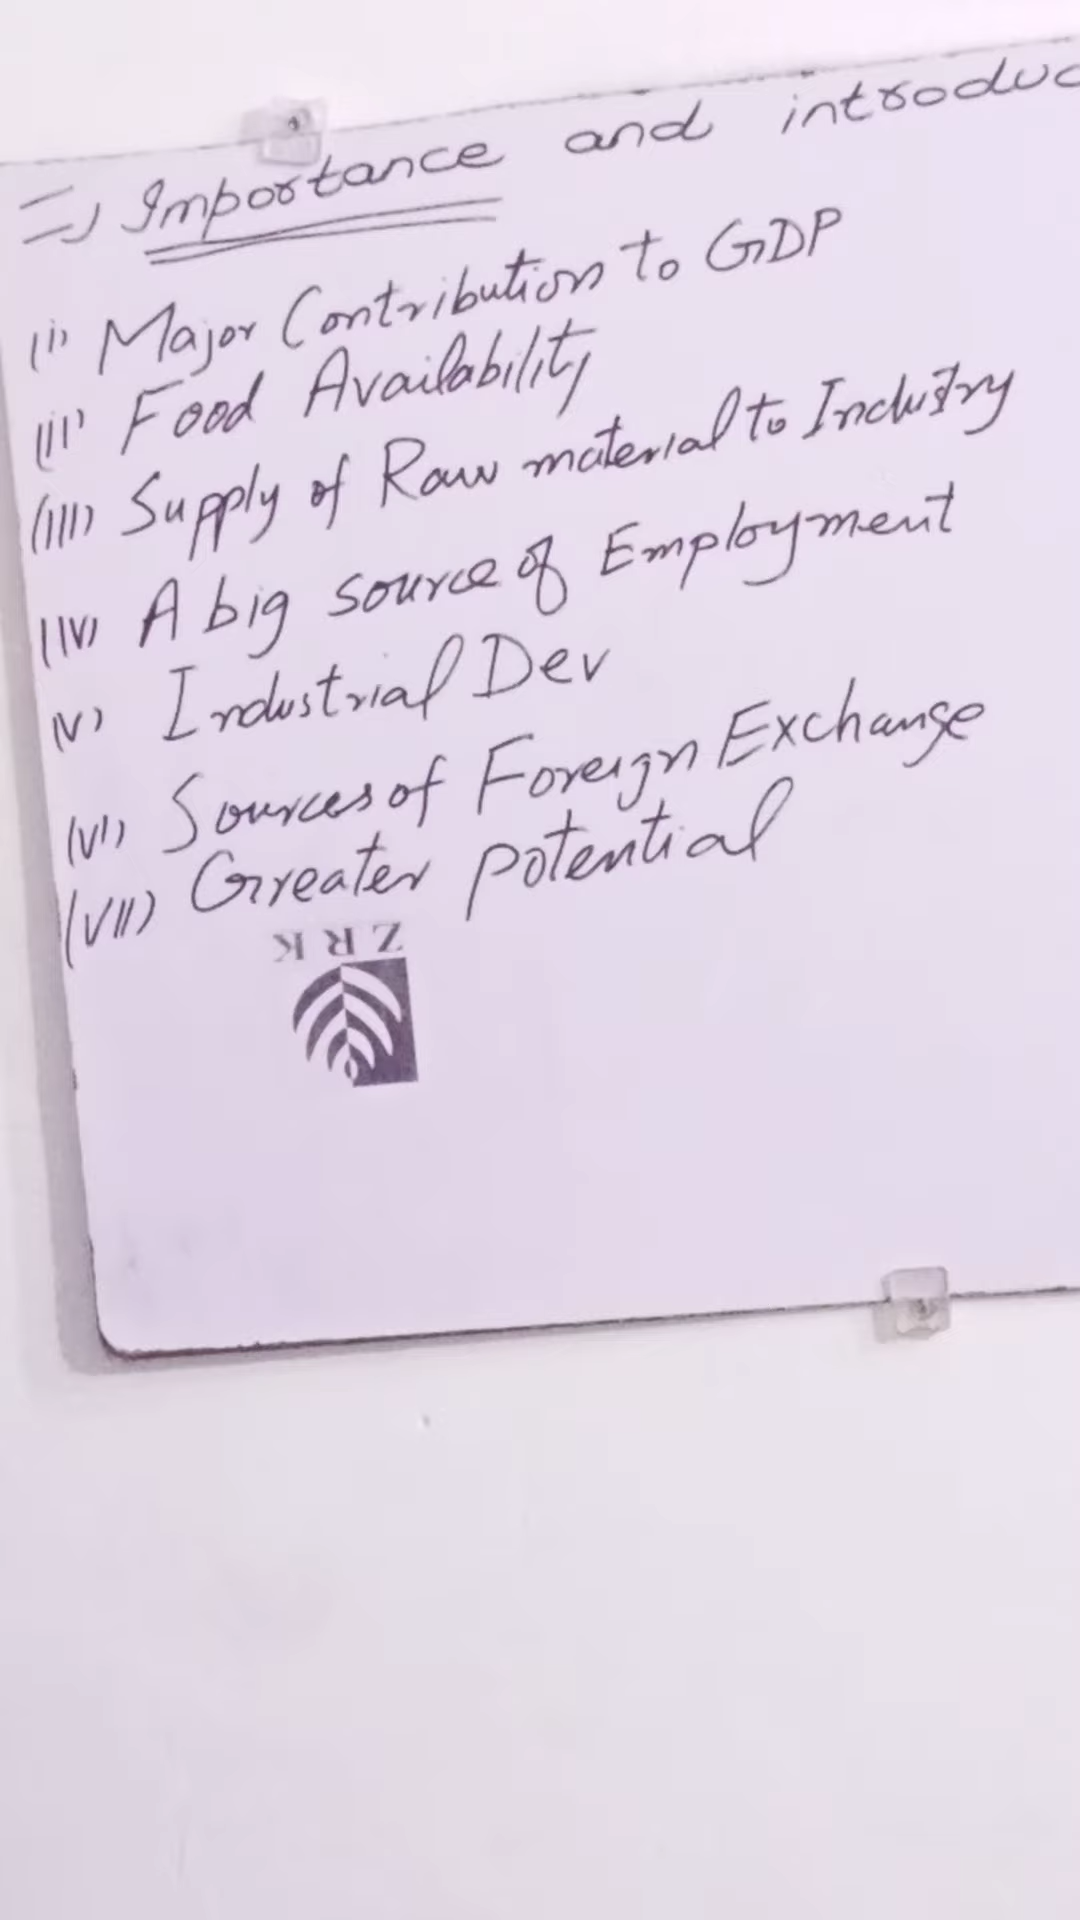 => Importance and introduc
(i) Major Contribution to GDP
(ii) Food Availability
(iii) Supply of Raw material to Industry
(iv) A big source of Employment
(v) Industrial Dev
(vi) Sources of Foreign Exchange
(vii) Greater potential
ZRK